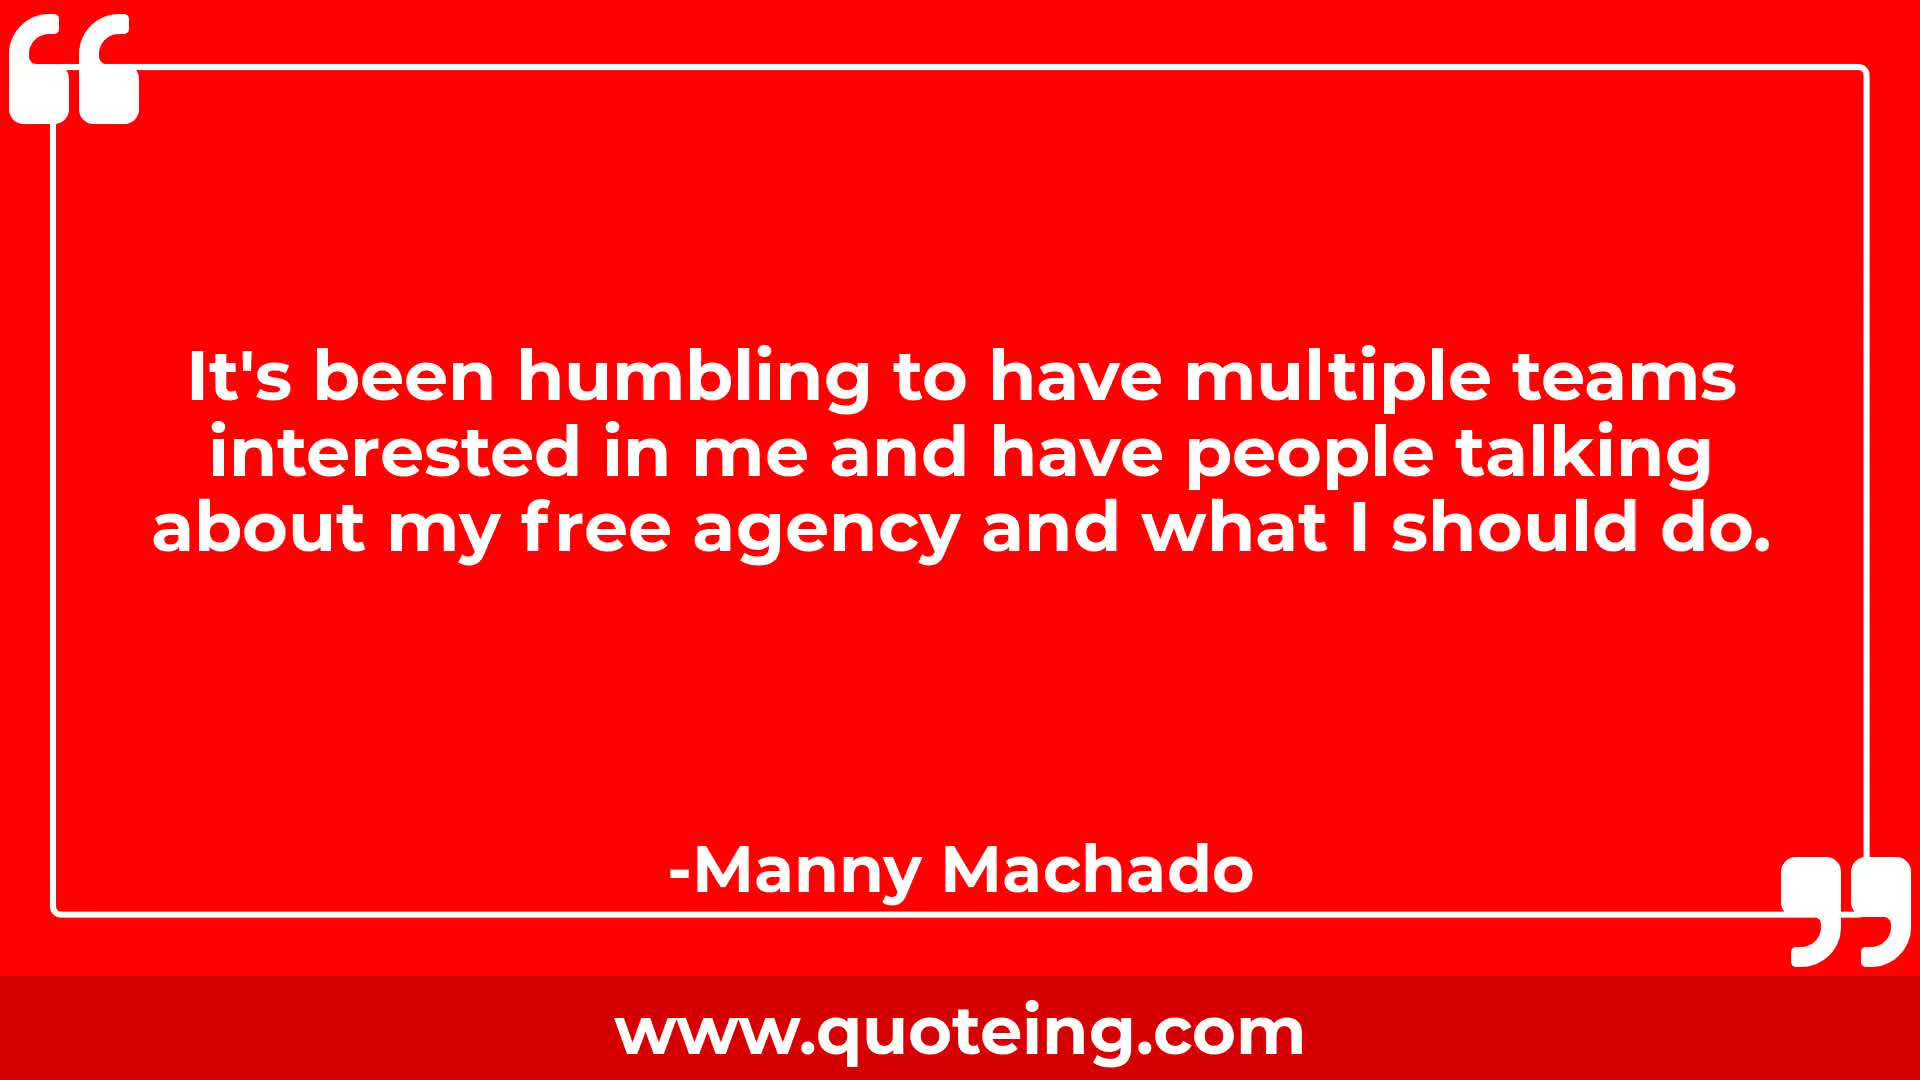 It's been humbling to have multiple teams
interested in me and have people talking
about my free agency and what I should do.
-Manny Machado
www.quoteing.com